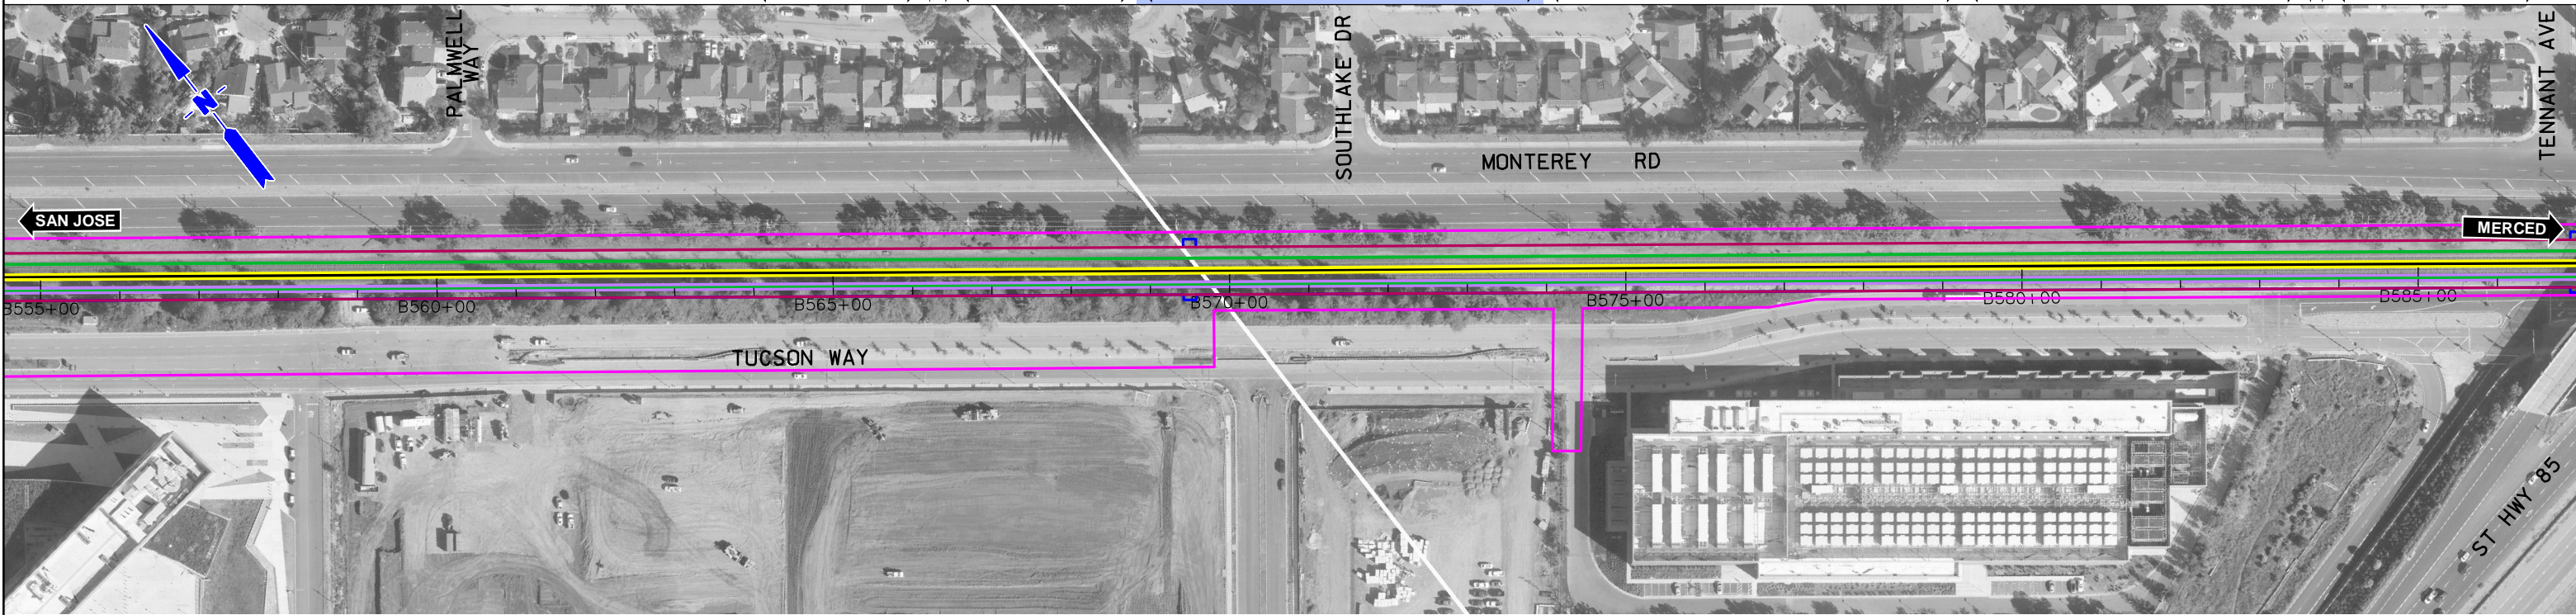 PALMWELL
WAY
SOUTHLAKE DR
TENNANT AVE
N
MONTEREY RD
SAN JOSE
MERCED
B555+00
B560+00
B565+00
B570+00
B575+00
B580+00
B585+00
TUCSON WAY
ST HWY 85